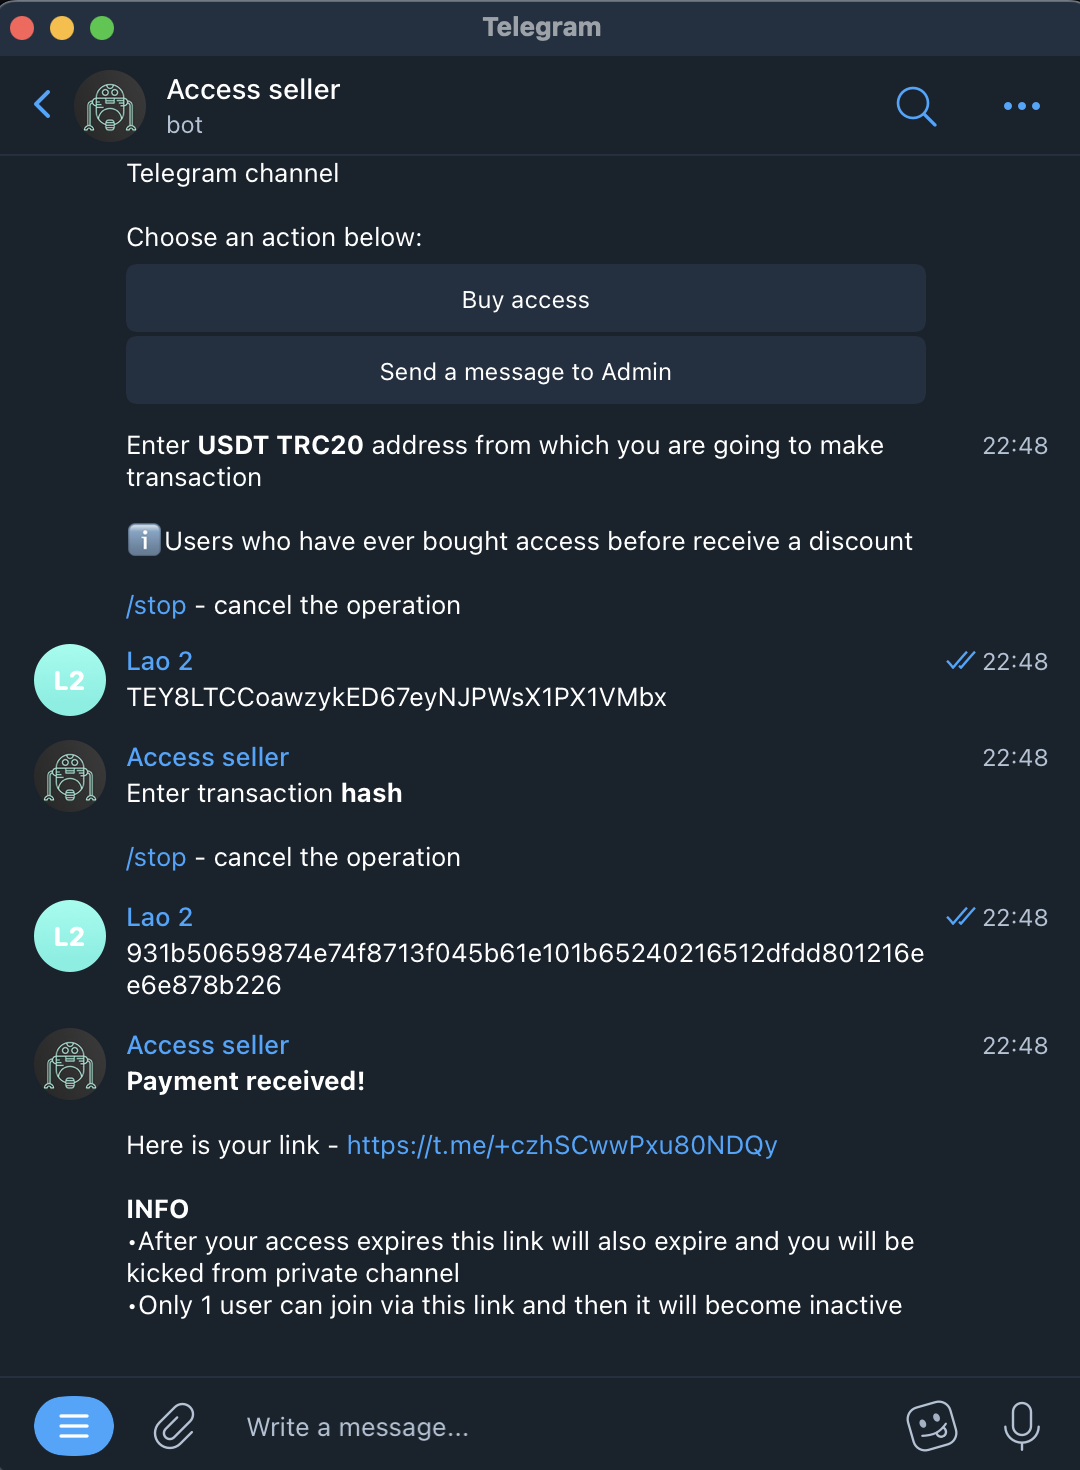 Telegram
Access seller
bot
Telegram channel
Choose an action below:
Buy access
Send a message to Admin
Enter USDT TRC20 address from which you are going to make
transaction
22:48
ℹ️Users who have ever bought access before receive a discount
/stop - cancel the operation
L2
Lao 2
22:48
TEY8LTCCoawzykED67eyNJPWsX1PX1VMbx
Access seller
22:48
Enter transaction hash
/stop - cancel the operation
L2
Lao 2
22:48
931b50659874e74f8713f045b61e101b65240216512dfdd801216e
e6e878b226
Access seller
22:48
Payment received!
Here is your link - https://t.me/+czhSCwwPxu80NDQy
INFO
•After your access expires this link will also expire and you will be
kicked from private channel
•Only 1 user can join via this link and then it will become inactive
Write a message...